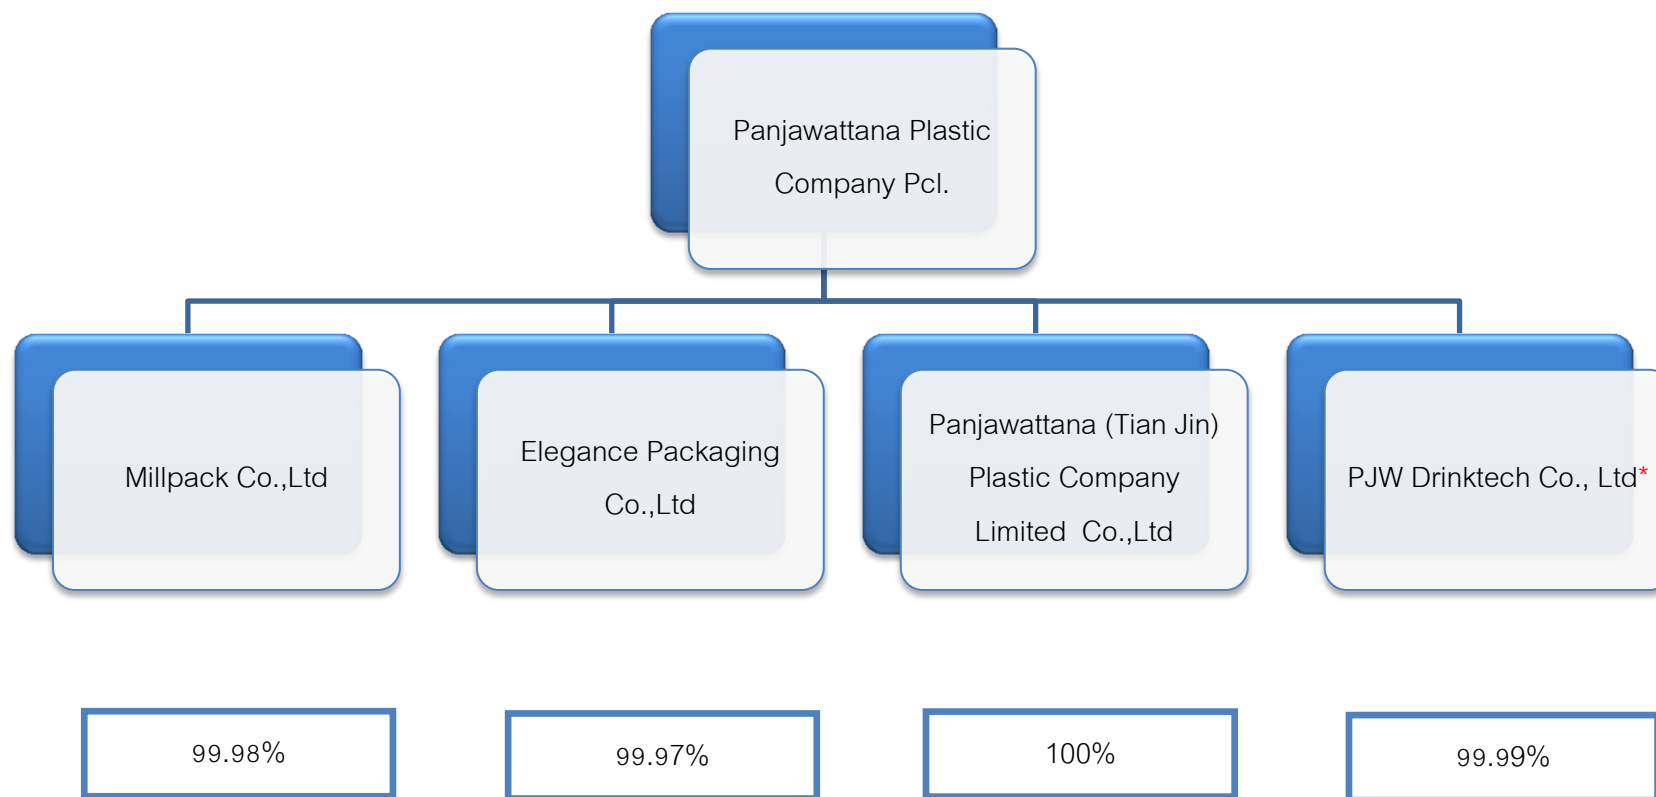 Panjawattana Plastic
Company Pcl.
Millpack Co.,Ltd
Elegance Packaging
Co.,Ltd
Panjawattana (Tian Jin)
Plastic Company
Limited  Co.,Ltd
PJW Drinktech Co., Ltd*
99.98%
99.97%
100%
99.99%